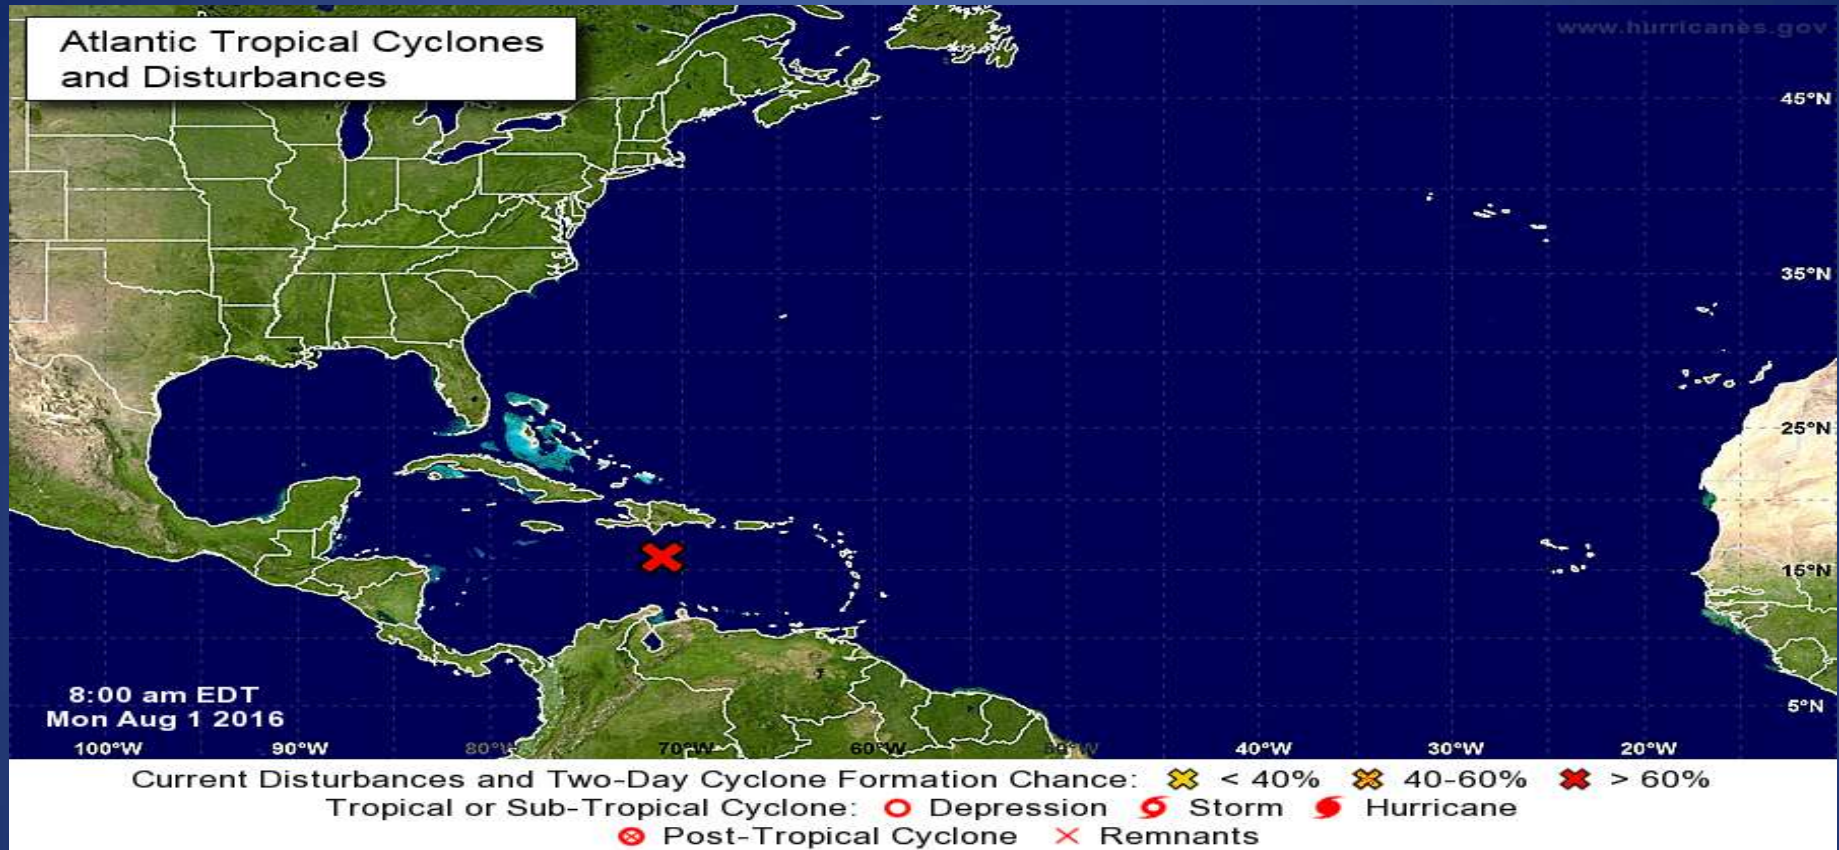 Atlantic Tropical Cyclones
and Disturbances
www.hurricanes.gov
45°N
35°N
25°N
15°N
5°N
8:00 am EDT
Mon Aug 1 2016
100°W 90°W 80°W 70°W 60°W 50°W 40°W 30°W 20°W
Current Disturbances and Two-Day Cyclone Formation Chance: < 40% 40-60% > 60%
Tropical or Sub-Tropical Cyclone: Depression Storm Hurricane
Post-Tropical Cyclone Remnants